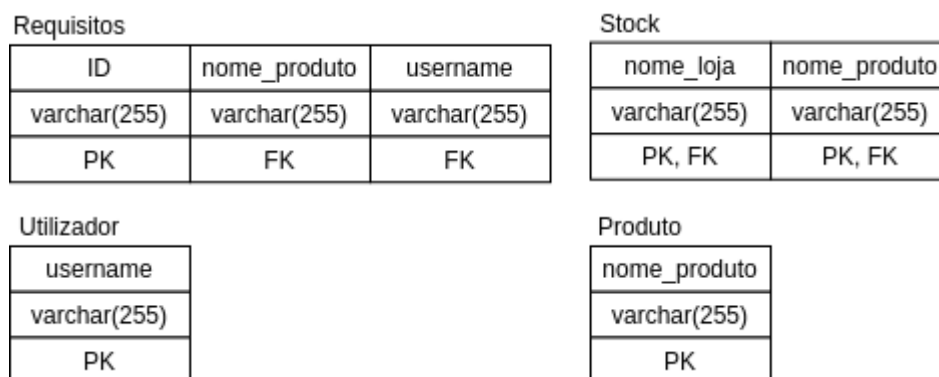 Requisitos
ID nome_produto username
varchar(255) varchar(255) varchar(255)
PK FK FK
Stock
nome_loja nome_produto
varchar(255) varchar(255)
PK, FK PK, FK
Utilizador
username
varchar(255)
PK
Produto
nome_produto
varchar(255)
PK